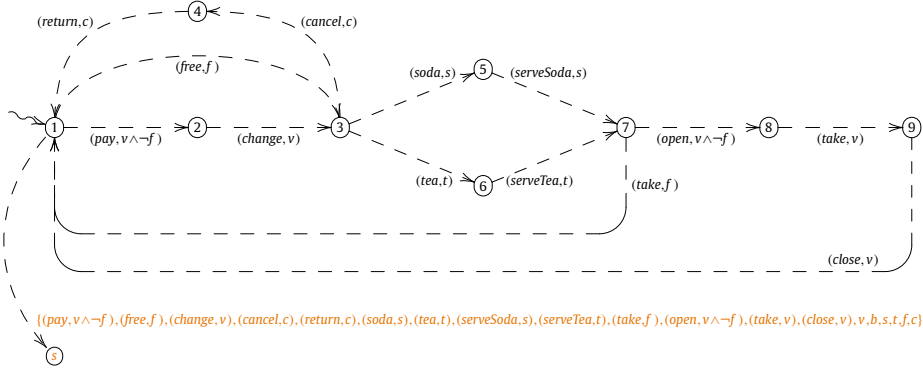 4
(return,c)
(cancel,c)
(free,f )
(soda,s)
5
(serveSoda,s)
1
2
3
7
8
9
(pay,v∧¬f )
(change,v)
(open,v∧¬f )
(take,v)
(tea,t)
6
(serveTea,t)
(take,f )
(close,v)
{(pay,v∧¬f ),(free,f ),(change,v),(cancel,c),(return,c),(soda,s),(tea,t),(serveSoda,s),(serveTea,t),(take,f ),(open,v∧¬f ),(take,v),(close,v),v,b,s,t,f,c}
s